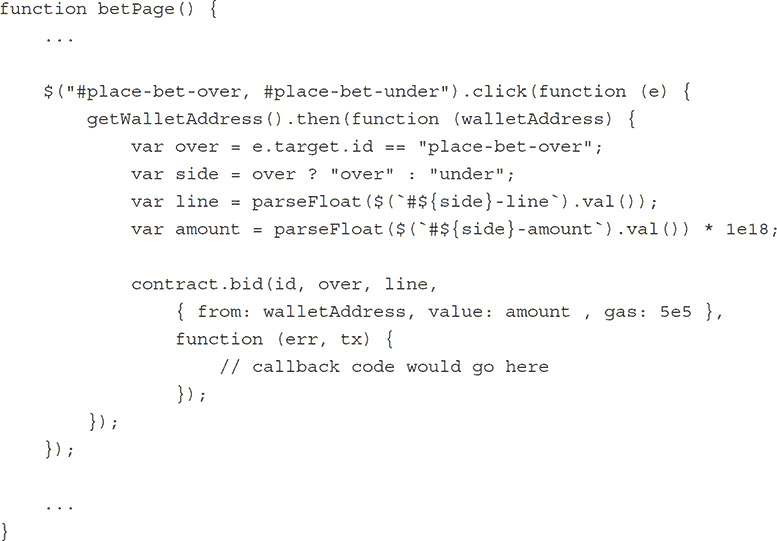 function betPage() {
    ...

    $("#place-bet-over, #place-bet-under").click(function (e) {
        getWalletAddress().then(function (walletAddress) {
            var over = e.target.id == "place-bet-over";
            var side = over ? "over" : "under";
            var line = parseFloat($(`#${side}-line`).val());
            var amount = parseFloat($(`#${side}-amount`).val()) * 1e18;

            contract.bid(id, over, line,
                { from: walletAddress, value: amount , gas: 5e5 },
                function (err, tx) {
                    // callback code would go here
                });
        });
    });

    ...
}